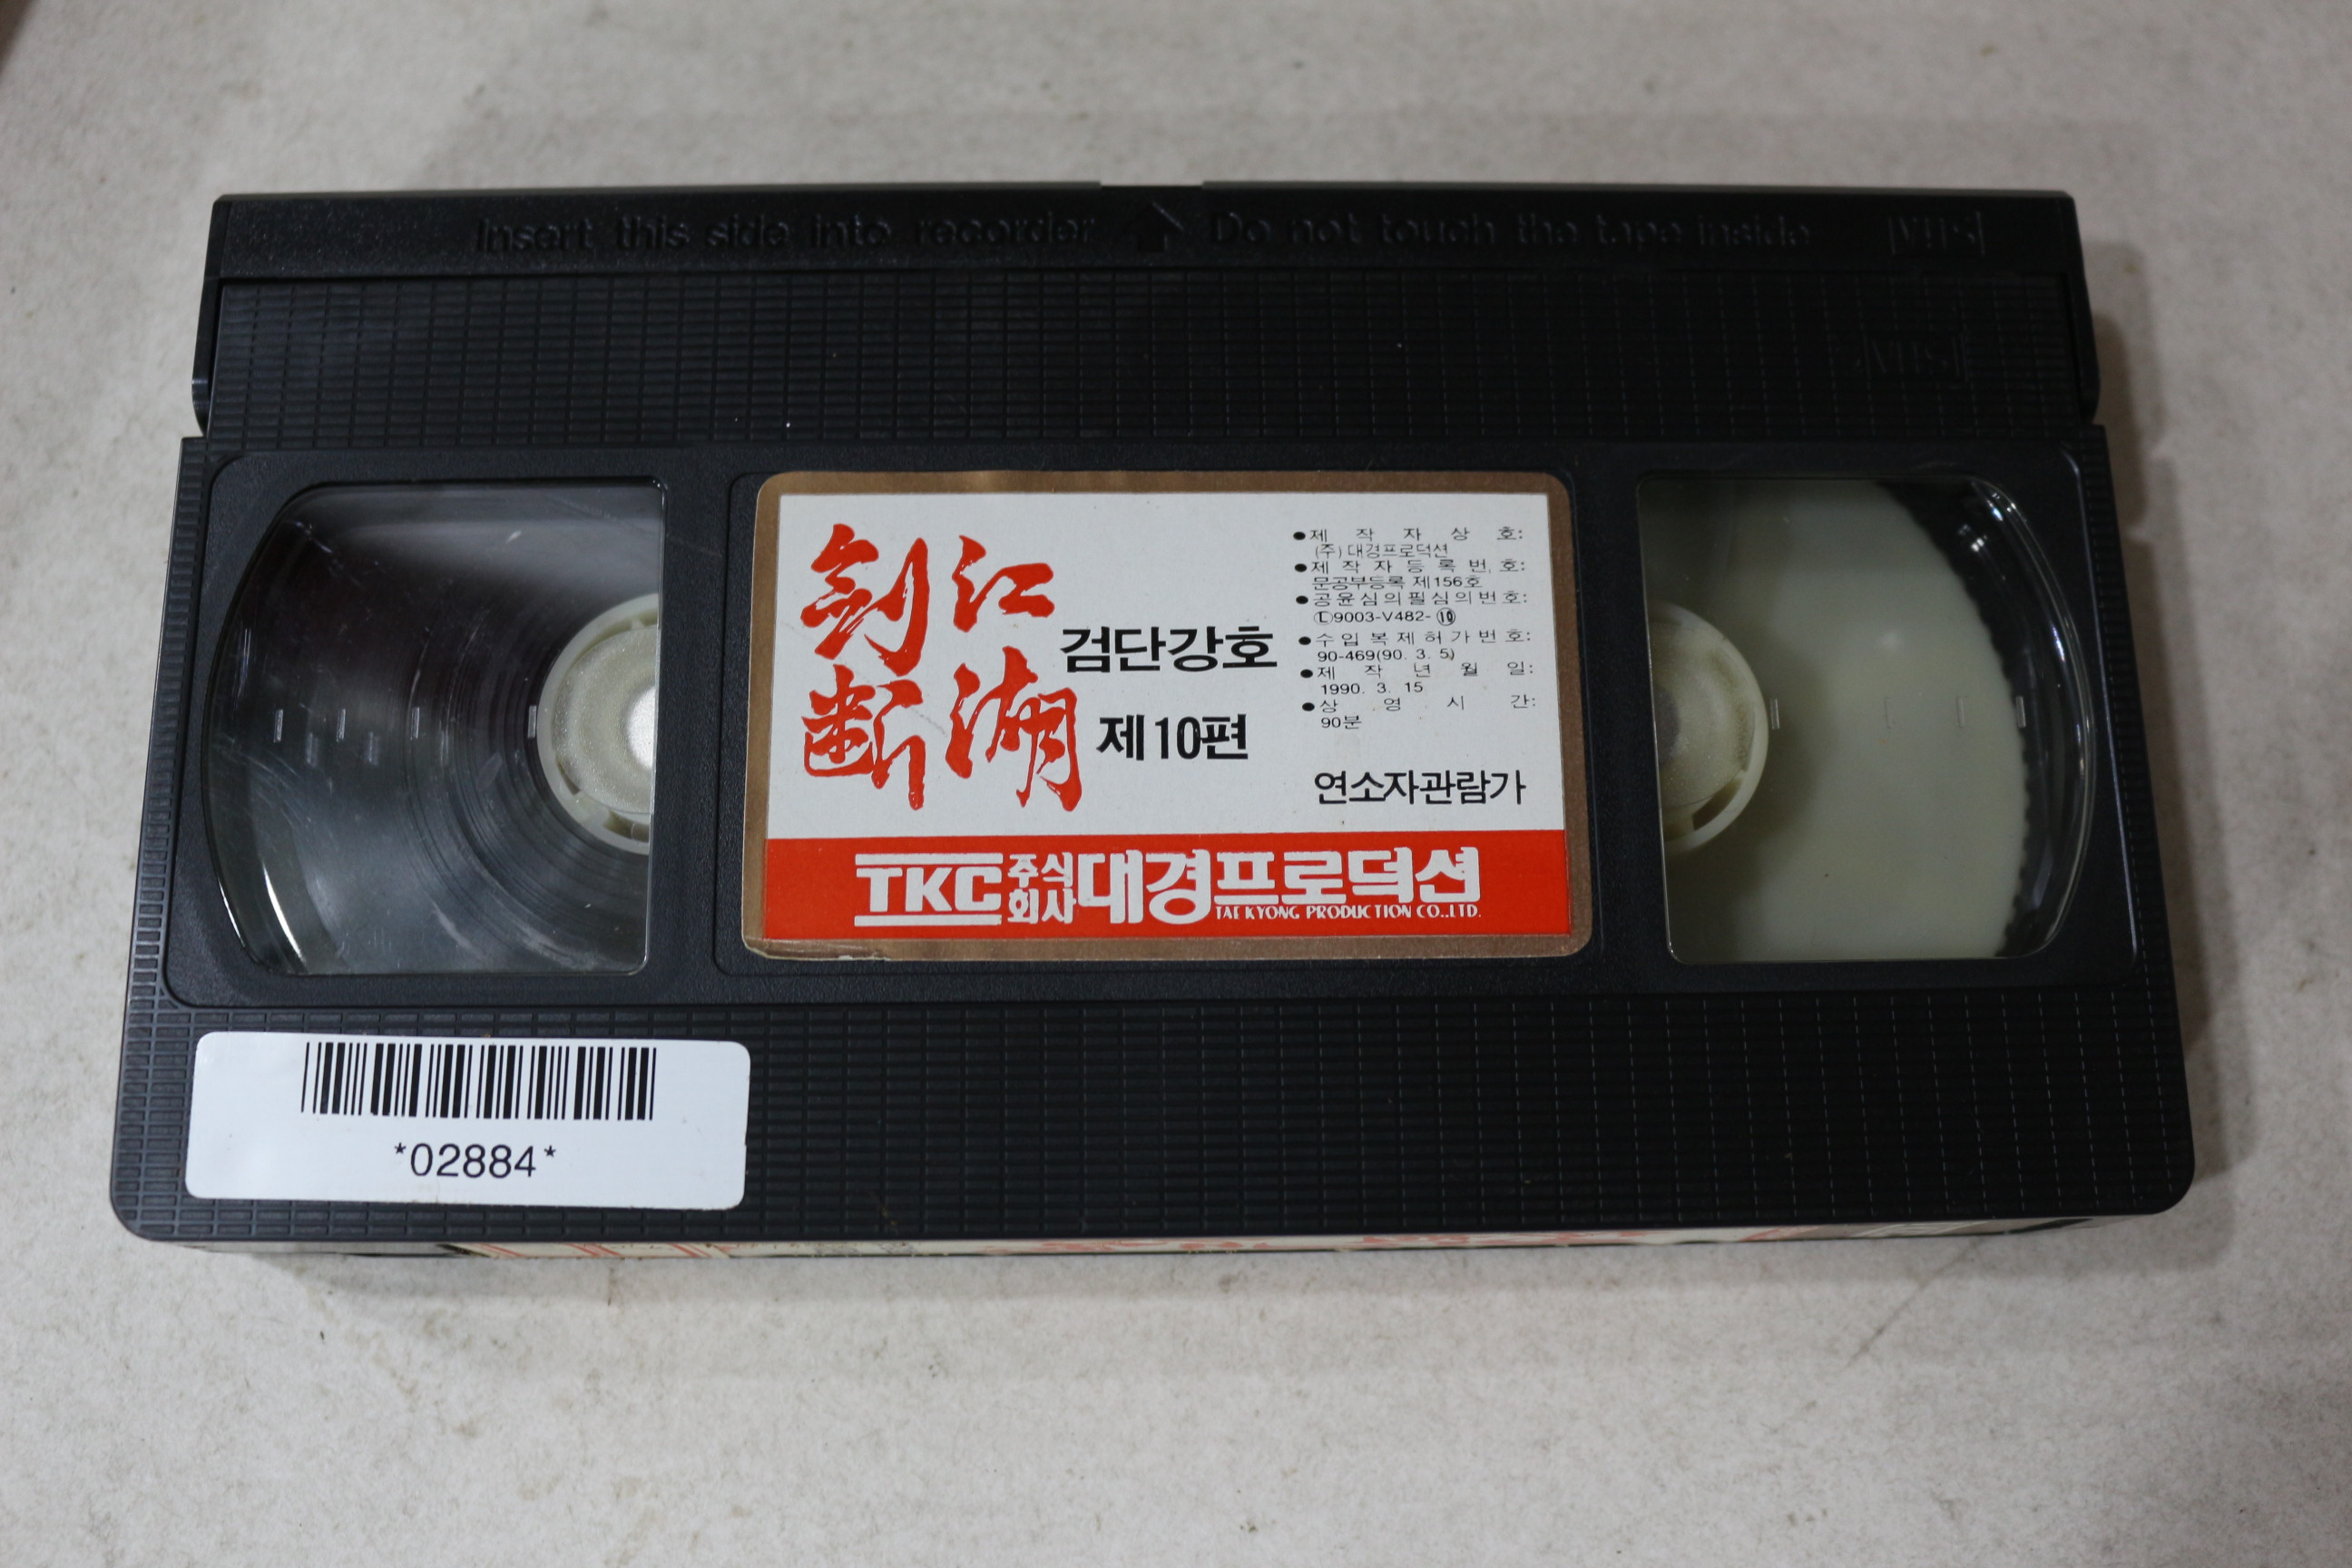 Insert this side into recorder Do not touch the tape inside VHS
VHS
劍斷
江湖
검단강호
제10편
●제작자상호:
(주)대경프로덕션
●제작자등록번호:
문공부등록 제156호
●공윤심의필심의번호:
Ⓛ9003-V482-⑩
●수입복제허가번호:
90-469(90. 3. 5)
●제작년월일:
1990. 3. 15
●상영시간:
90분
연소자관람가
TKC 주식회사 대경프로덕션
TAE KYONG PRODUCTION CO.,LTD.
*02884*